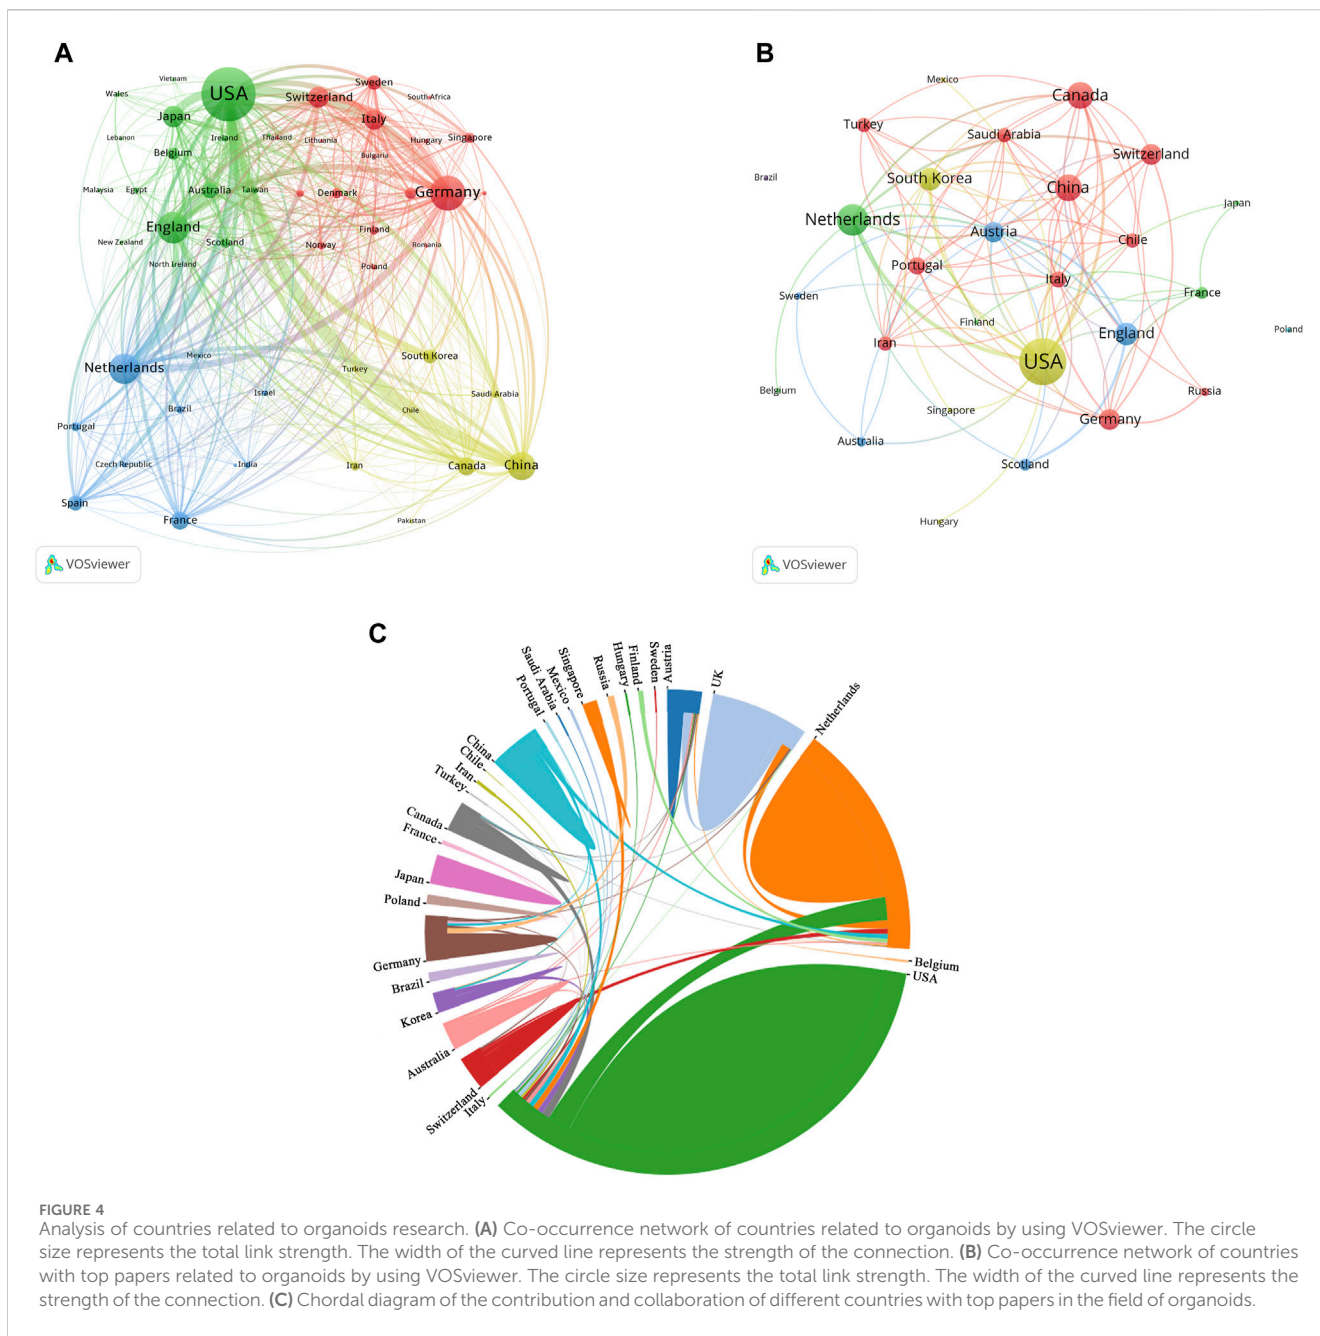 A
Vietnam
Wales
USA
Japan
Lebanon
Ireland
Belgium
Malaysia
Egypt
Australia
Taiwan
England
New Zealand
Scotland
North Ireland
Sweden
Switzerland
South Africa
Italy
Thailand
Lithuania
Hungary
Singapore
Bulgaria
Denmark
Germany
Finland
Norway
Romania
Poland
Netherlands
Mexico
Israel
Brazil
Portugal
Czech Republic
India
Spain
France
South Korea
Turkey
Saudi Arabia
Chile
Iran
Canada
China
Pakistan
VOSviewer
B
Mexico
Canada
Turkey
Saudi Arabia
Switzerland
Brazil
South Korea
China
Japan
Netherlands
Austria
Chile
Portugal
Italy
Sweden
France
Finland
England
Poland
Iran
USA
Belgium
Russia
Singapore
Germany
Australia
Scotland
Hungary
VOSviewer
C
Austria
UK
Netherlands
Belgium
USA
Italy
Switzerland
Australia
Korea
Brazil
Germany
Poland
Japan
France
Canada
Turkey
Iran
Chile
China
Portugal
Saudi Arabia
Mexico
Singapore
Russia
Hungary
Finland
Sweden
FIGURE 4
Analysis of countries related to organoids research. (A) Co-occurrence network of countries related to organoids by using VOSviewer. The circle
size represents the total link strength. The width of the curved line represents the strength of the connection. (B) Co-occurrence network of countries
with top papers related to organoids by using VOSviewer. The circle size represents the total link strength. The width of the curved line represents the
strength of the connection. (C) Chordal diagram of the contribution and collaboration of different countries with top papers in the field of organoids.